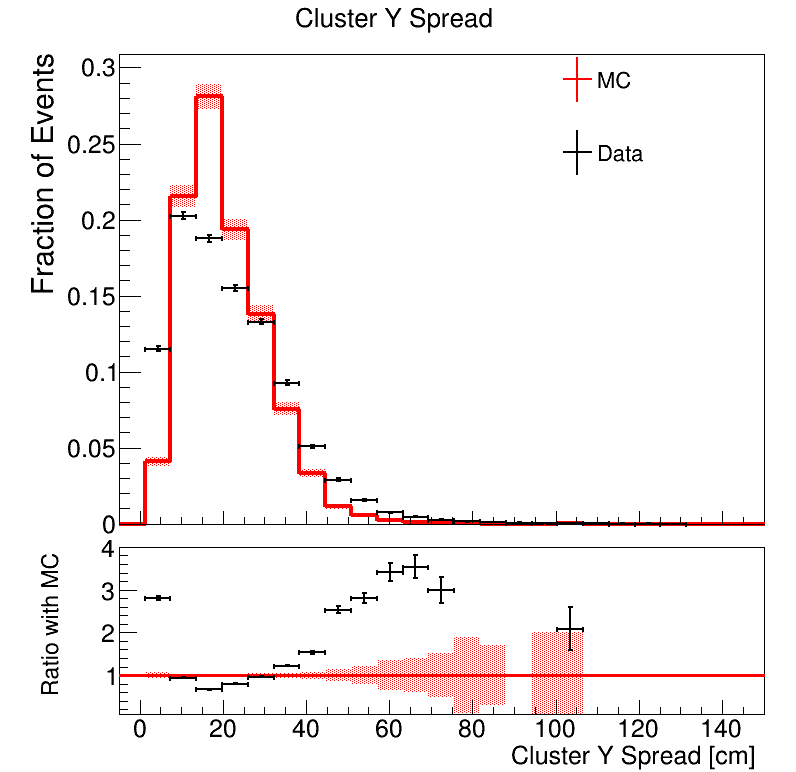 Cluster Y Spread
Fraction of Events
0.3
0.25
0.2
0.15
0.1
0.05
0
MC
Data
Ratio with MC
4
3
2
1
0 20 40 60 80 100 120 140
Cluster Y Spread [cm]